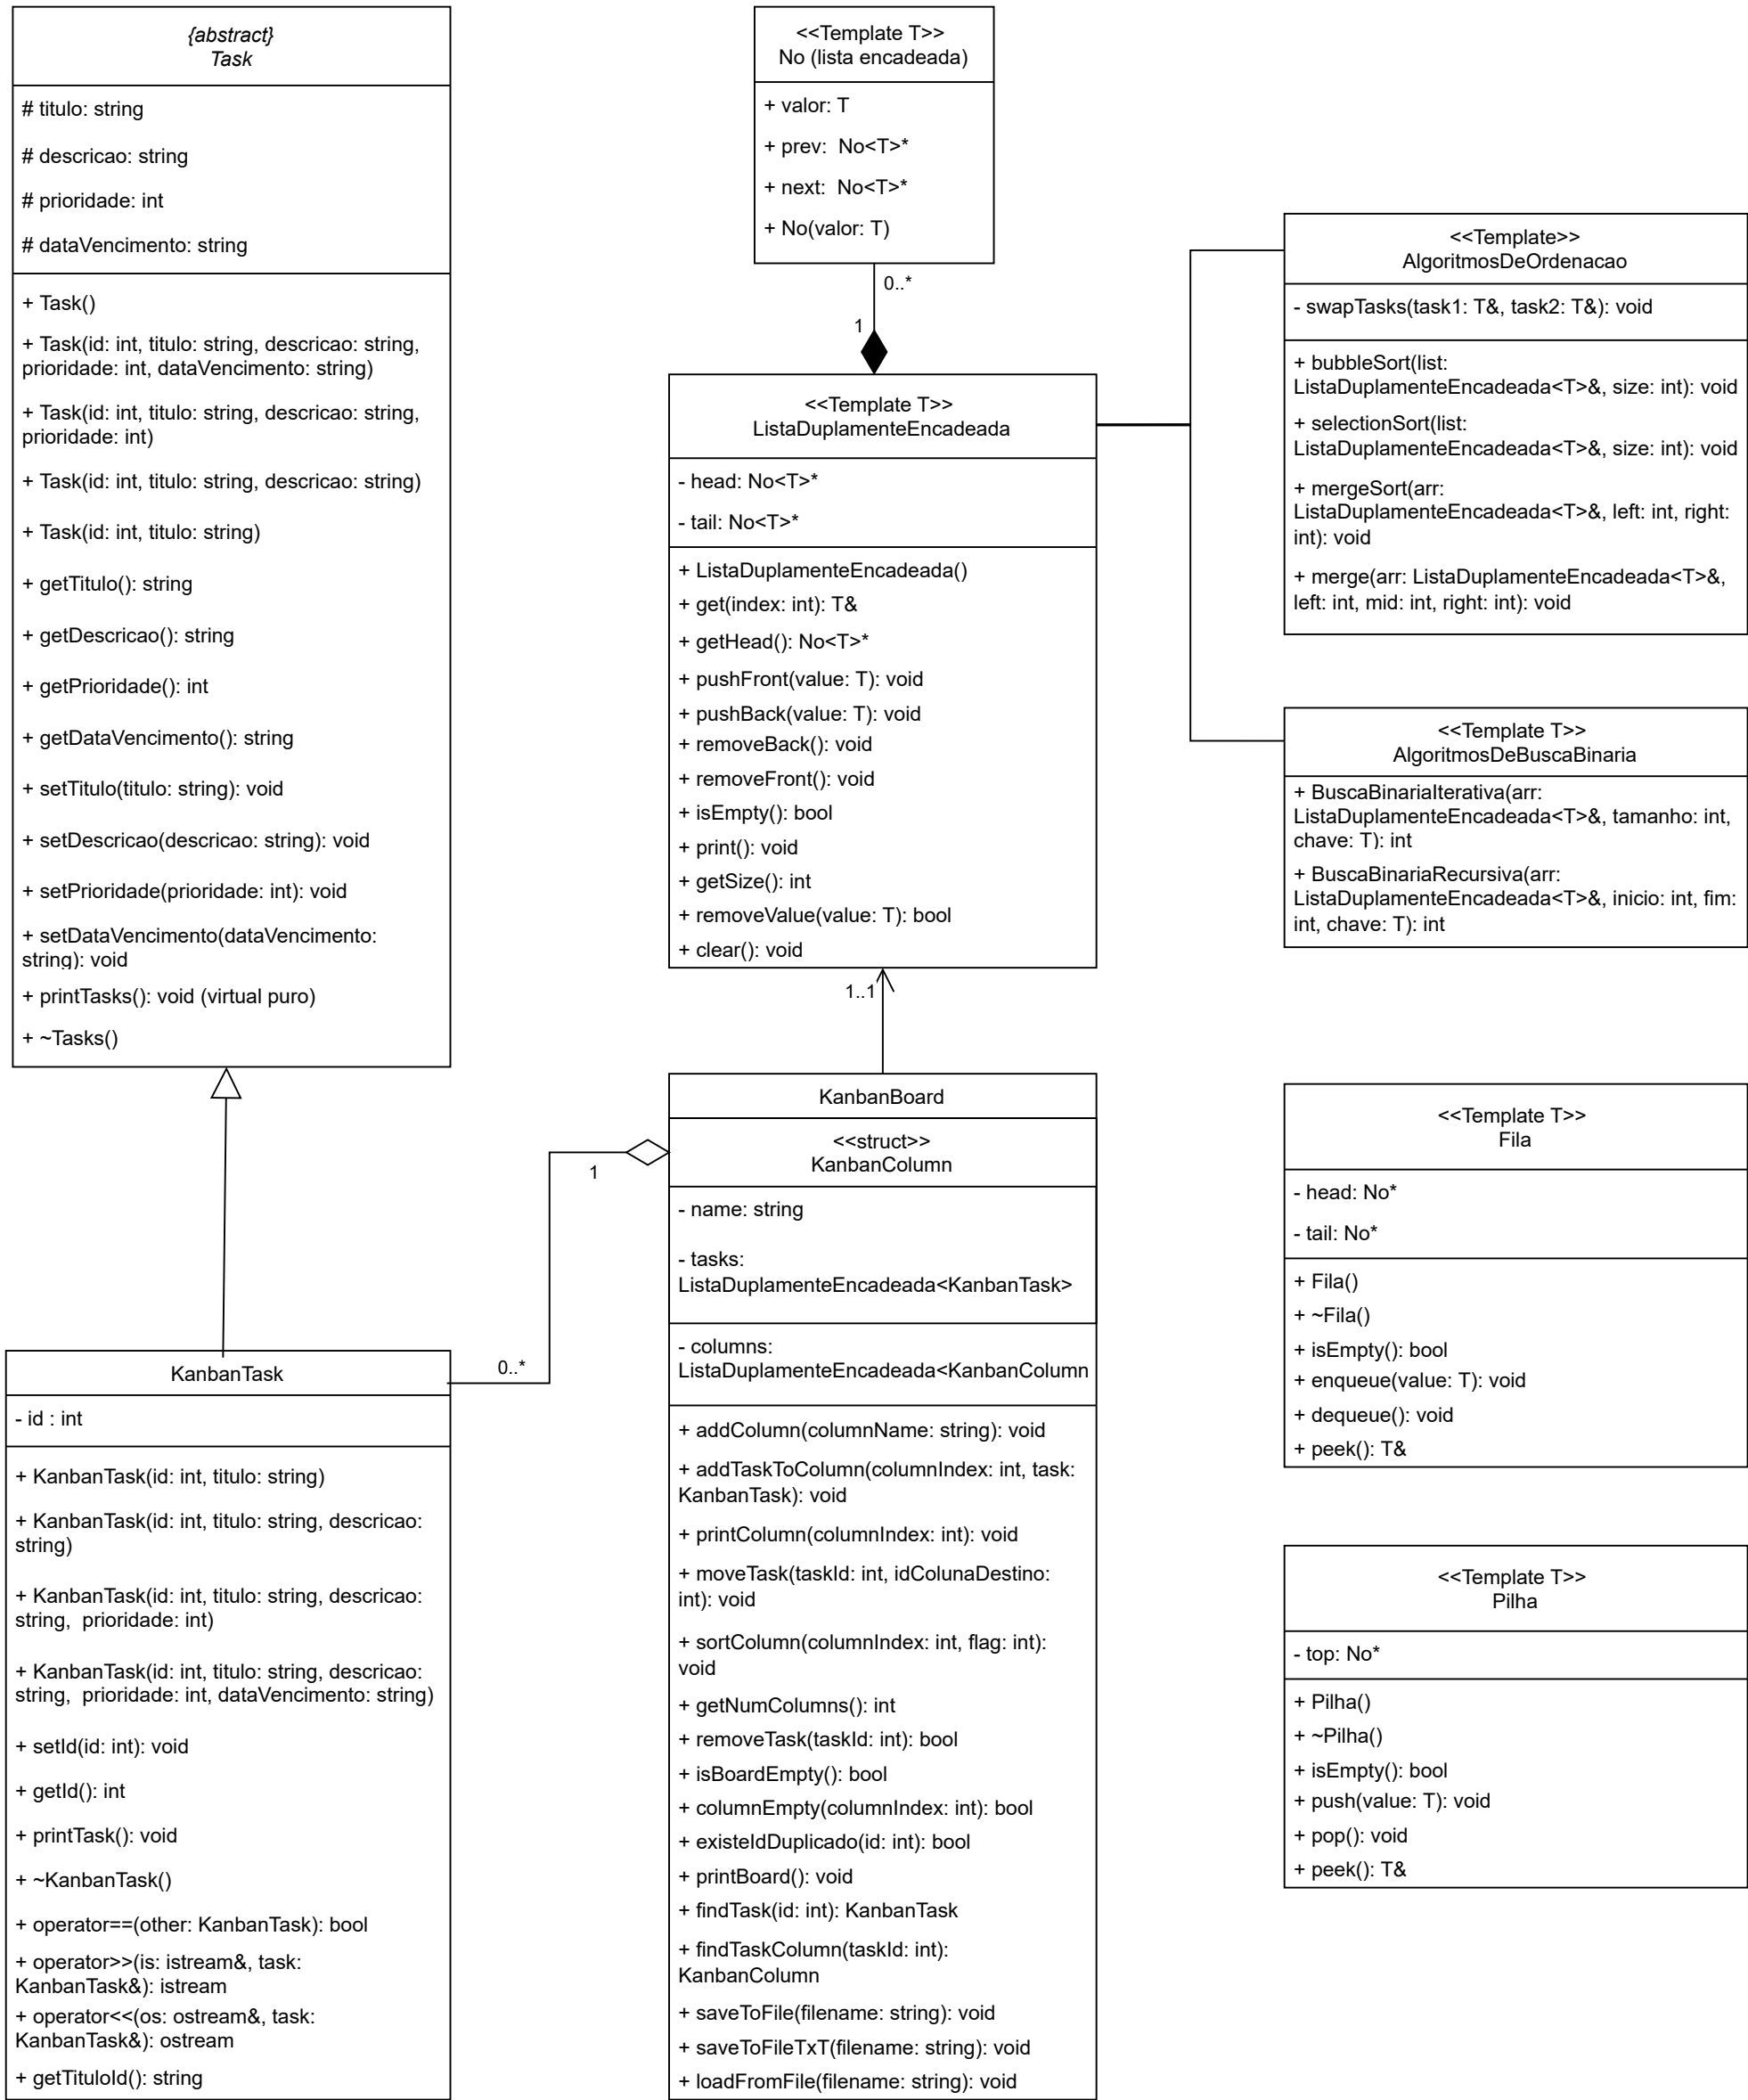 {abstract}
Task
# titulo: string
# descricao: string
# prioridade: int
# dataVencimento: string
+ Task()
+ Task(id: int, titulo: string, descricao: string,
prioridade: int, dataVencimento: string)
+ Task(id: int, titulo: string, descricao: string,
prioridade: int)
+ Task(id: int, titulo: string, descricao: string)
+ Task(id: int, titulo: string)
+ getTitulo(): string
+ getDescricao(): string
+ getPrioridade(): int
+ getDataVencimento(): string
+ setTitulo(titulo: string): void
+ setDescricao(descricao: string): void
+ setPrioridade(prioridade: int): void
+ setDataVencimento(dataVencimento:
string): void
+ printTasks(): void (virtual puro)
+ ~Tasks()
KanbanTask
- id : int
+ KanbanTask(id: int, titulo: string)
+ KanbanTask(id: int, titulo: string, descricao:
string)
+ KanbanTask(id: int, titulo: string, descricao:
string,  prioridade: int)
+ KanbanTask(id: int, titulo: string, descricao:
string,  prioridade: int, dataVencimento: string)
+ setId(id: int): void
+ getId(): int
+ printTask(): void
+ ~KanbanTask()
+ operator==(other: KanbanTask): bool
+ operator>>(is: istream&, task:
KanbanTask&): istream
+ operator<<(os: ostream&, task:
KanbanTask&): ostream
+ getTituloId(): string
0..*
1
<<Template T>>
No (lista encadeada)
+ valor: T
+ prev:  No<T>*
+ next:  No<T>*
+ No(valor: T)
0..*
1
<<Template T>>
ListaDuplamenteEncadeada
- head: No<T>*
- tail: No<T>*
+ ListaDuplamenteEncadeada()
+ get(index: int): T&
+ getHead(): No<T>*
+ pushFront(value: T): void
+ pushBack(value: T): void
+ removeBack(): void
+ removeFront(): void
+ isEmpty(): bool
+ print(): void
+ getSize(): int
+ removeValue(value: T): bool
+ clear(): void
1..1
KanbanBoard
<<struct>>
KanbanColumn
- name: string
- tasks:
ListaDuplamenteEncadeada<KanbanTask>
- columns:
ListaDuplamenteEncadeada<KanbanColumn
+ addColumn(columnName: string): void
+ addTaskToColumn(columnIndex: int, task:
KanbanTask): void
+ printColumn(columnIndex: int): void
+ moveTask(taskId: int, idColunaDestino:
int): void
+ sortColumn(columnIndex: int, flag: int):
void
+ getNumColumns(): int
+ removeTask(taskId: int): bool
+ isBoardEmpty(): bool
+ columnEmpty(columnIndex: int): bool
+ existeIdDuplicado(id: int): bool
+ printBoard(): void
+ findTask(id: int): KanbanTask
+ findTaskColumn(taskId: int):
KanbanColumn
+ saveToFile(filename: string): void
+ saveToFileTxT(filename: string): void
+ loadFromFile(filename: string): void
<<Template>>
AlgoritmosDeOrdenacao
- swapTasks(task1: T&, task2: T&): void
+ bubbleSort(list:
ListaDuplamenteEncadeada<T>&, size: int): void
+ selectionSort(list:
ListaDuplamenteEncadeada<T>&, size: int): void
+ mergeSort(arr:
ListaDuplamenteEncadeada<T>&, left: int, right:
int): void
+ merge(arr: ListaDuplamenteEncadeada<T>&,
left: int, mid: int, right: int): void
<<Template T>>
AlgoritmosDeBuscaBinaria
+ BuscaBinariaIterativa(arr:
ListaDuplamenteEncadeada<T>&, tamanho: int,
chave: T): int
+ BuscaBinariaRecursiva(arr:
ListaDuplamenteEncadeada<T>&, inicio: int, fim:
int, chave: T): int
<<Template T>>
Fila
- head: No*
- tail: No*
+ Fila()
+ ~Fila()
+ isEmpty(): bool
+ enqueue(value: T): void
+ dequeue(): void
+ peek(): T&
<<Template T>>
Pilha
- top: No*
+ Pilha()
+ ~Pilha()
+ isEmpty(): bool
+ push(value: T): void
+ pop(): void
+ peek(): T&